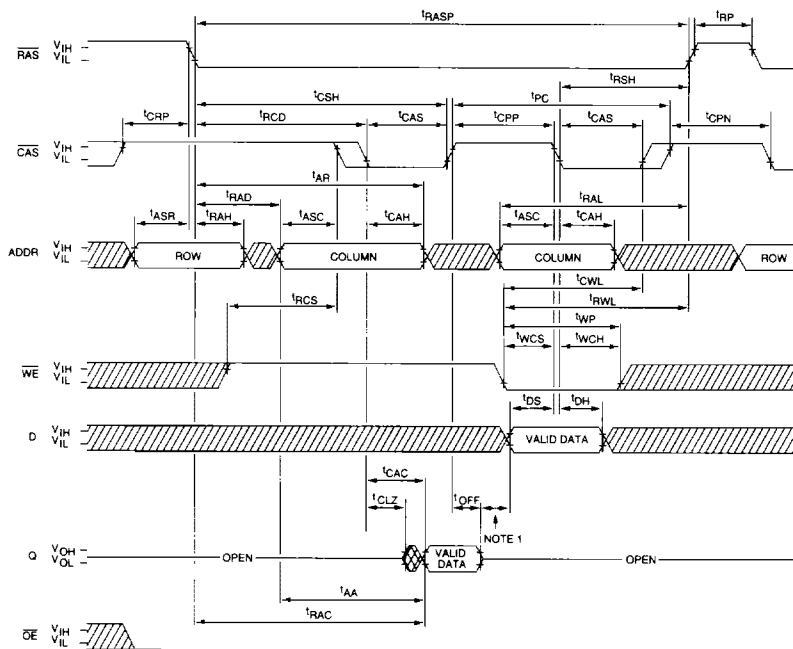 tRASP
tRP
RAS VIH
VIL
tRSH
tCSH
tPC
tCRP
tRCD
tCAS
tCPP
tCAS
tCPN
CAS VIH
VIL
tAR
tRAD
tRAL
tASR
tRAH
tASC
tCAH
tASC
tCAH
ADDR VIH
VIL
ROW
COLUMN
COLUMN
ROW
tCWL
tRCS
tRWL
tWP
tWCS
tWCH
WE VIH
VIL
tDS
tDH
D VIH
VIL
VALID DATA
tCAC
tCLZ
tOFF
NOTE 1
Q VOH
VOL
OPEN
VALID
DATA
OPEN
tAA
tRAC
OE VIH
VIL